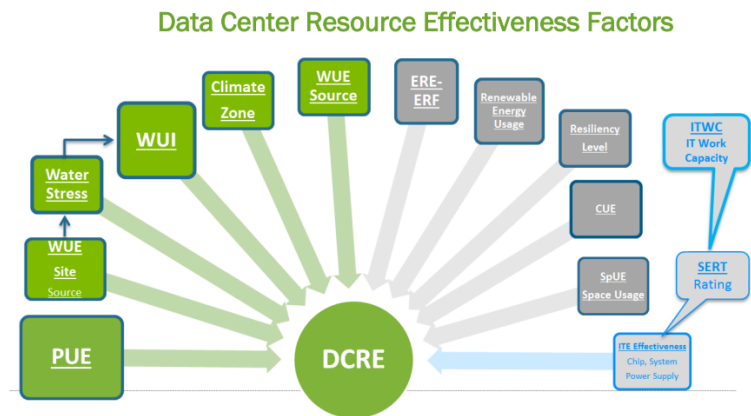 Data Center Resource Effectiveness Factors
WUE
Source
ERE-
ERF
Climate
Zone
Renewable
Energy
Usage
WUI
Resiliency
Level
ITWC
IT Work
Capacity
Water
Stress
CUE
WUE
Site
Source
SERT
Rating
SpUE
Space Usage
PUE
DCRE
ITE Effectiveness
Chip, System
Power Supply